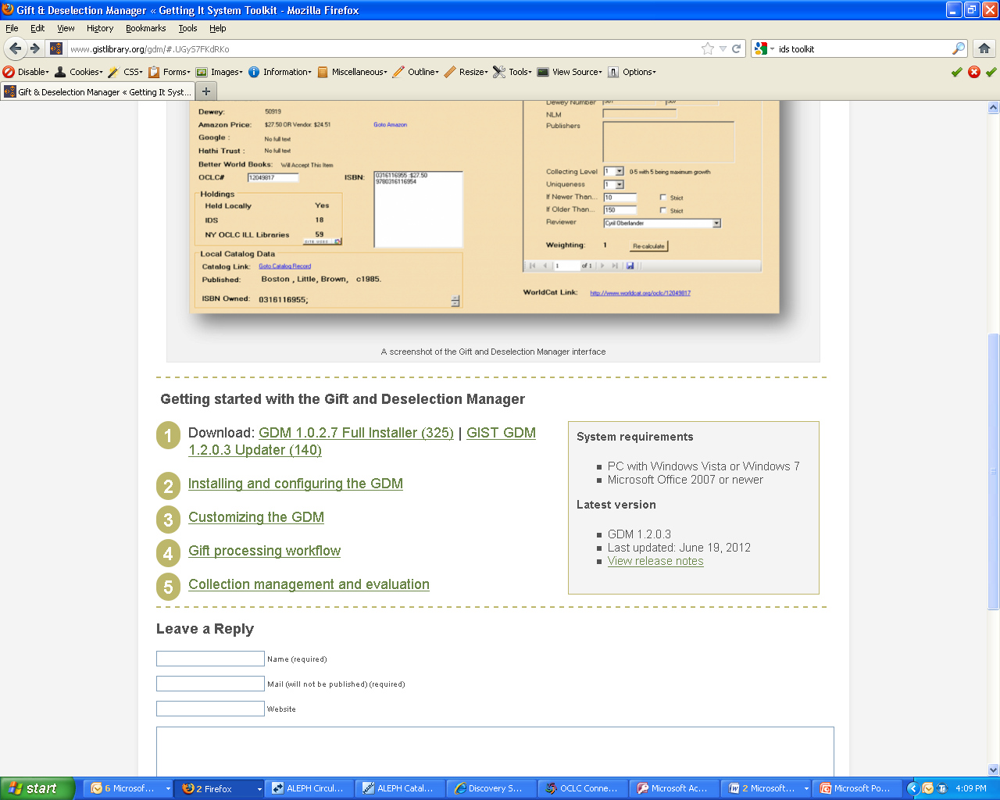 Gift & Deselection Manager « Getting It System Toolkit - Mozilla Firefox
File Edit View History Bookmarks Tools Help
www.gistlibrary.org/gdm/#.UGyS7FKdRKo
ids toolkit
Disable Cookies CSS Forms Images Information Miscellaneous Outline Resize Tools View Source Options
Gift & Deselection Manager « Getting It Syst...
Dewey: 50919
Amazon Price: $27.50 OR Vendor: $24.51 Goto Amazon
Google : No full text
Hathi Trust : No full text
Better World Books: Will Accept This Item
OCLC# 12049817 ISBN: 0316116955 :$27.50
9780316116954
Holdings
Held Locally Yes
IDS 18
NY OCLC ILL Libraries 59
Local Catalog Data
Catalog Link: Goto Catalog Record
Published: Boston , Little, Brown, c1985.
ISBN Owned: 0316116955;
Dewey Number
NLM
Publishers
Collecting Level 1 0-5 with 5 being maximum growth
Uniqueness 1
If Newer Than... 10 Strict
If Older Than... 150 Strict
Reviewer Cyril Oberlander
Weighting: 1 Re-calculate
1 of 1
WorldCat Link: http://www.worldcat.org/oclc/12049817
A screenshot of the Gift and Deselection Manager interface
Getting started with the Gift and Deselection Manager
1 Download: GDM 1.0.2.7 Full Installer (325) | GIST GDM
1.2.0.3 Updater (140)
2 Installing and configuring the GDM
3 Customizing the GDM
4 Gift processing workflow
5 Collection management and evaluation
System requirements
PC with Windows Vista or Windows 7
Microsoft Office 2007 or newer
Latest version
GDM 1.2.0.3
Last updated: June 19, 2012
View release notes
Leave a Reply
Name (required)
Mail (will not be published) (required)
Website
start 6 Microsof... 2 Firefox ALEPH Circul... ALEPH Catal... Discovery S... OCLC Conne... Microsoft Ac... 2 Microsoft... Microsoft Po... 4:09 PM